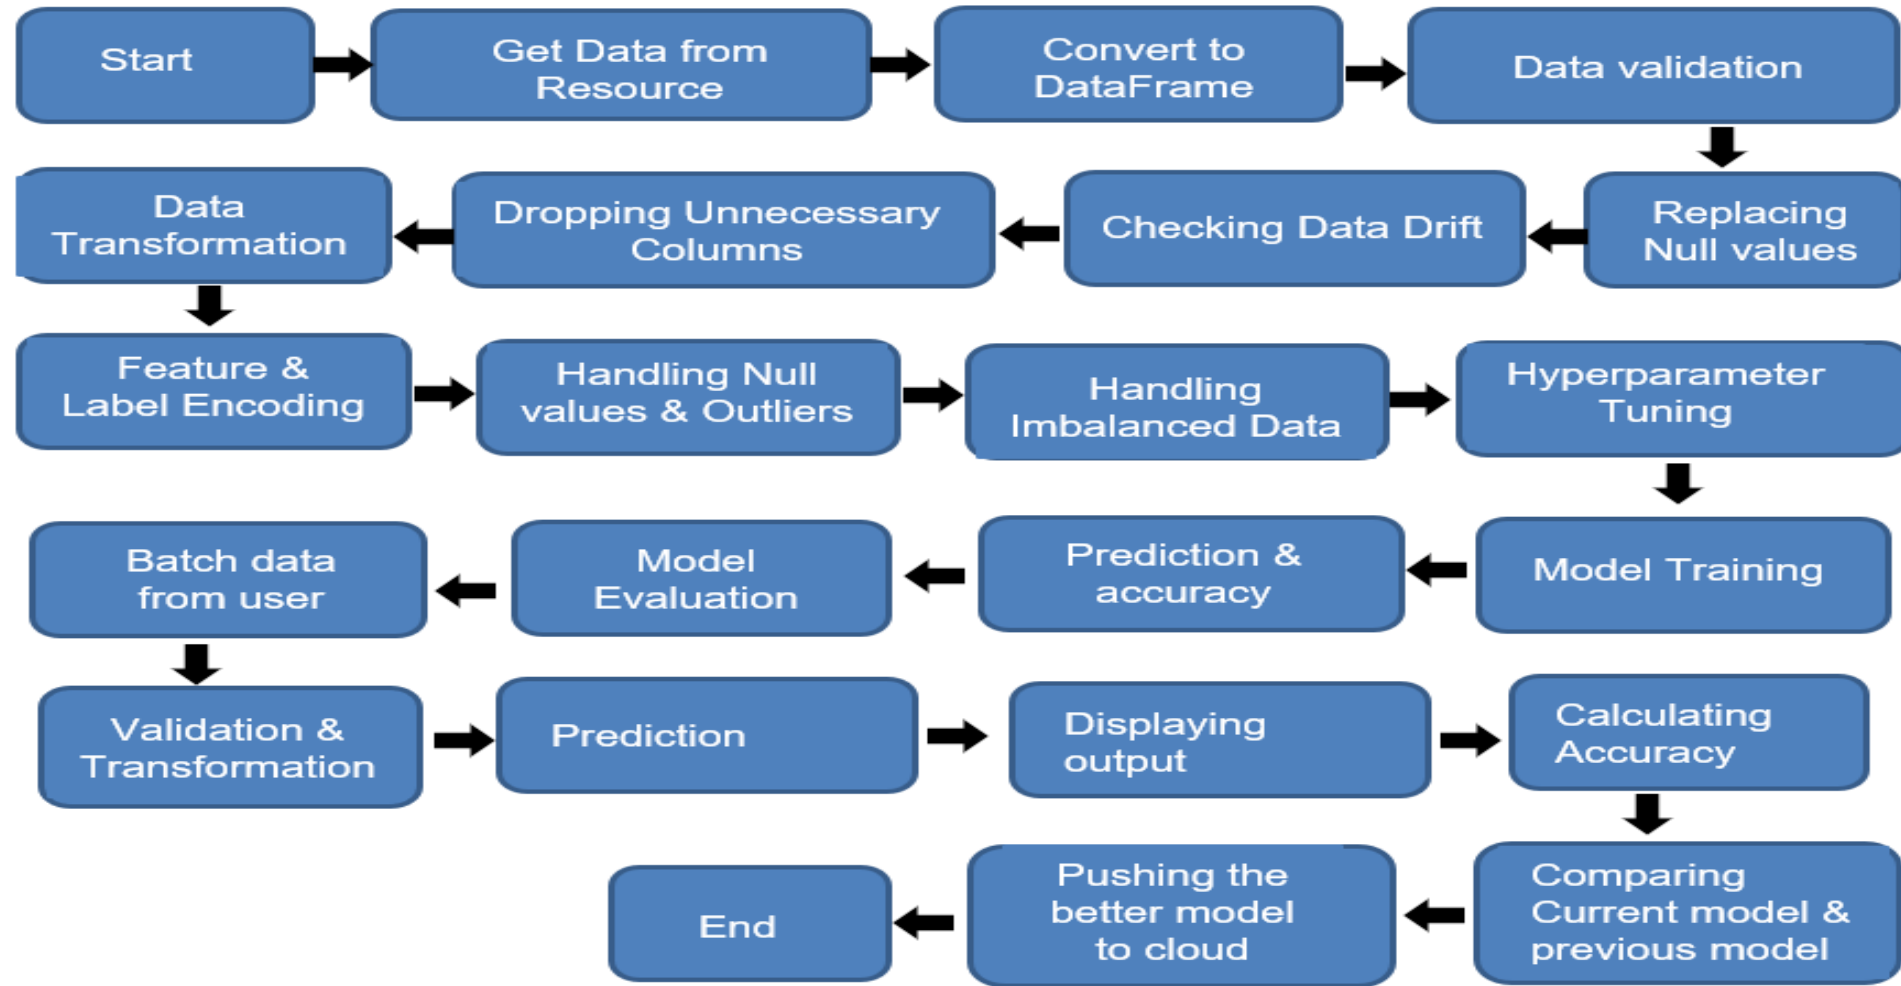 Start
Get Data from
Resource
Convert to
DataFrame
Data validation
Replacing
Null values
Checking Data Drift
Dropping Unnecessary
Columns
Data
Transformation
Feature &
Label Encoding
Handling Null
values & Outliers
Handling
Imbalanced Data
Hyperparameter
Tuning
Model Training
Prediction &
accuracy
Model
Evaluation
Batch data
from user
Validation &
Transformation
Prediction
Displaying
output
Calculating
Accuracy
Comparing
Current model &
previous model
Pushing the
better model
to cloud
End